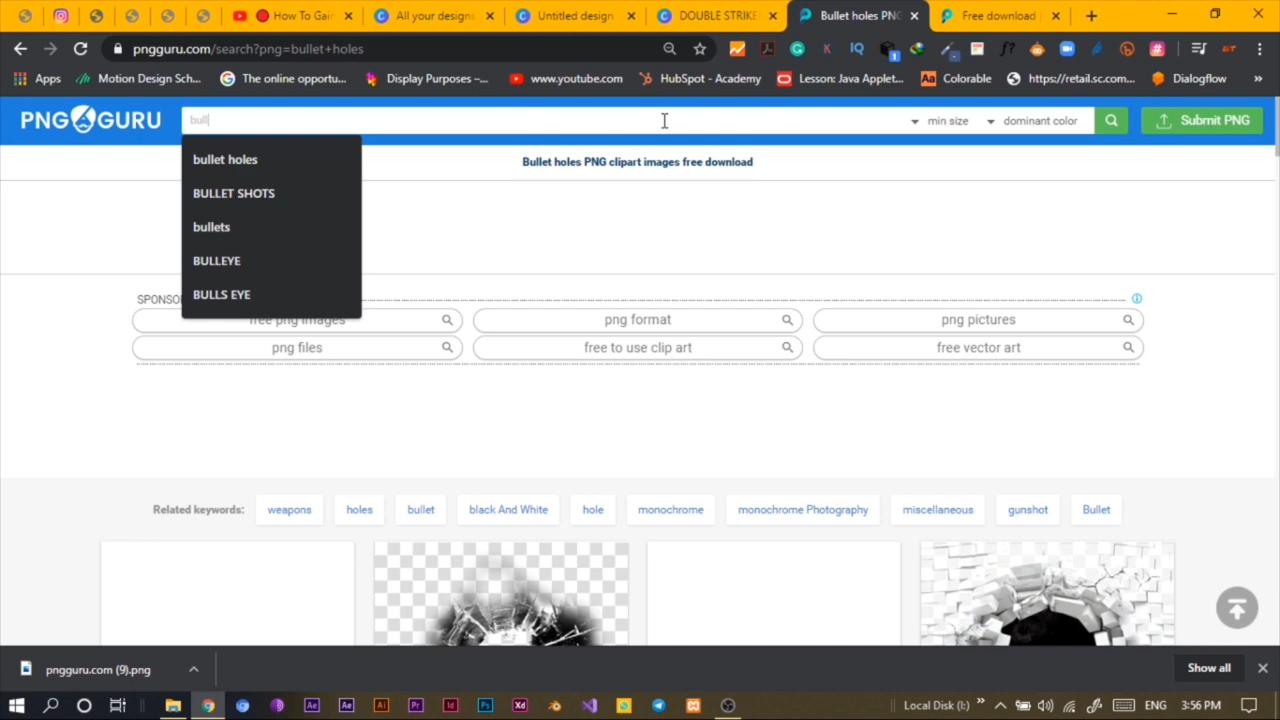 How To Gain
All your designs
Untitled design
DOUBLE STRIKE
Bullet holes PNG
Free download
pngguru.com/search?png=bullet+holes
Apps
Motion Design Sch...
The online opportu...
Display Purposes –...
www.youtube.com
HubSpot - Academy
Lesson: Java Applet...
Colorable
https://retail.sc.com...
Dialogflow
»
PNG GURU
bull
min size
dominant color
Submit PNG
bullet holes
BULLET SHOTS
bullets
BULLEYE
BULLS EYE
Bullet holes PNG clipart images free download
SPONSO
free png images
png format
png pictures
png files
free to use clip art
free vector art
Related keywords:
weapons
holes
bullet
black And White
hole
monochrome
monochrome Photography
miscellaneous
gunshot
Bullet
pngguru.com (9).png
Show all
Local Disk (I:)
»
ENG
3:56 PM